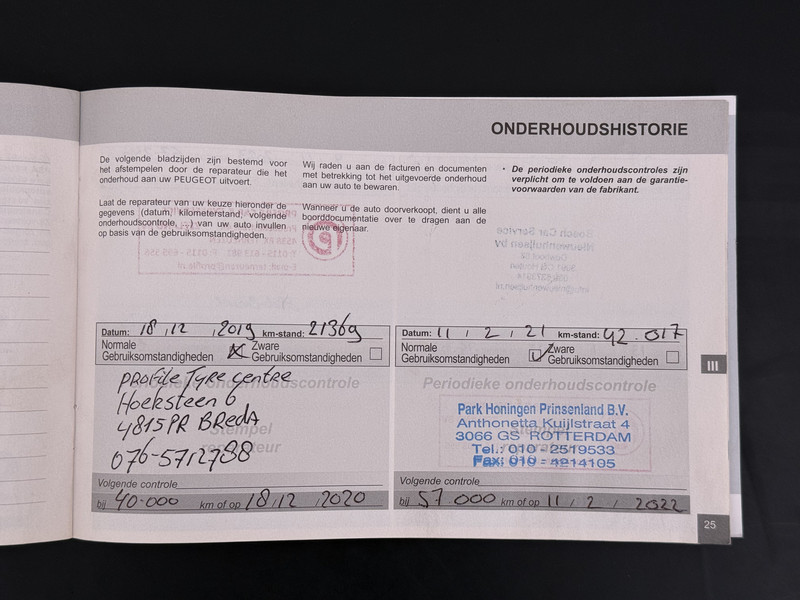 ONDERHOUDSHISTORIE
De volgende bladzijden zijn bestemd voor
het afstempelen door de reparateur die het
onderhoud aan uw PEUGEOT uitvoert.
Laat de reparateur van uw keuze hieronder de
gegevens (datum, kilometerstand, volgende
onderhoudscontrole, ...) van uw auto invullen
op basis van de gebruiksomstandigheden.
Wij raden u aan de facturen en documenten
met betrekking tot het uitgevoerde onderhoud
aan uw auto te bewaren.
Wanneer u de auto doorverkoopt, dient u alle
boorddocumentatie over te dragen aan de
nieuwe eigenaar.
• De periodieke onderhoudscontroles zijn
verplicht om te voldoen aan de garantie-
voorwaarden van de fabrikant.
Datum: 18 / 12 / 2019 km-stand: 21369
Normale
Gebruiksomstandigheden
Zware
Gebruiksomstandigheden
Periodieke onderhoudscontrole
PROFile Tyre Centre
Hoeksteen 6
4815PR BRedA
Stempel
reparateur
076-5712788
Volgende controle
bij 40-000 km of op 18 / 12 / 2020
Datum: 11 / 2 / 21 km-stand: 42.017
Normale
Gebruiksomstandigheden
Zware
Gebruiksomstandigheden
Periodieke onderhoudscontrole
Park Honingen Prinsenland B.V.
Anthonetta Kuijlstraat 4
3066 GS ROTTERDAM
Tel.: 010 - 2519533
Fax: 010 - 4214105
Volgende controle
bij 57.000 km of op 11 / 2 / 2022
III
25